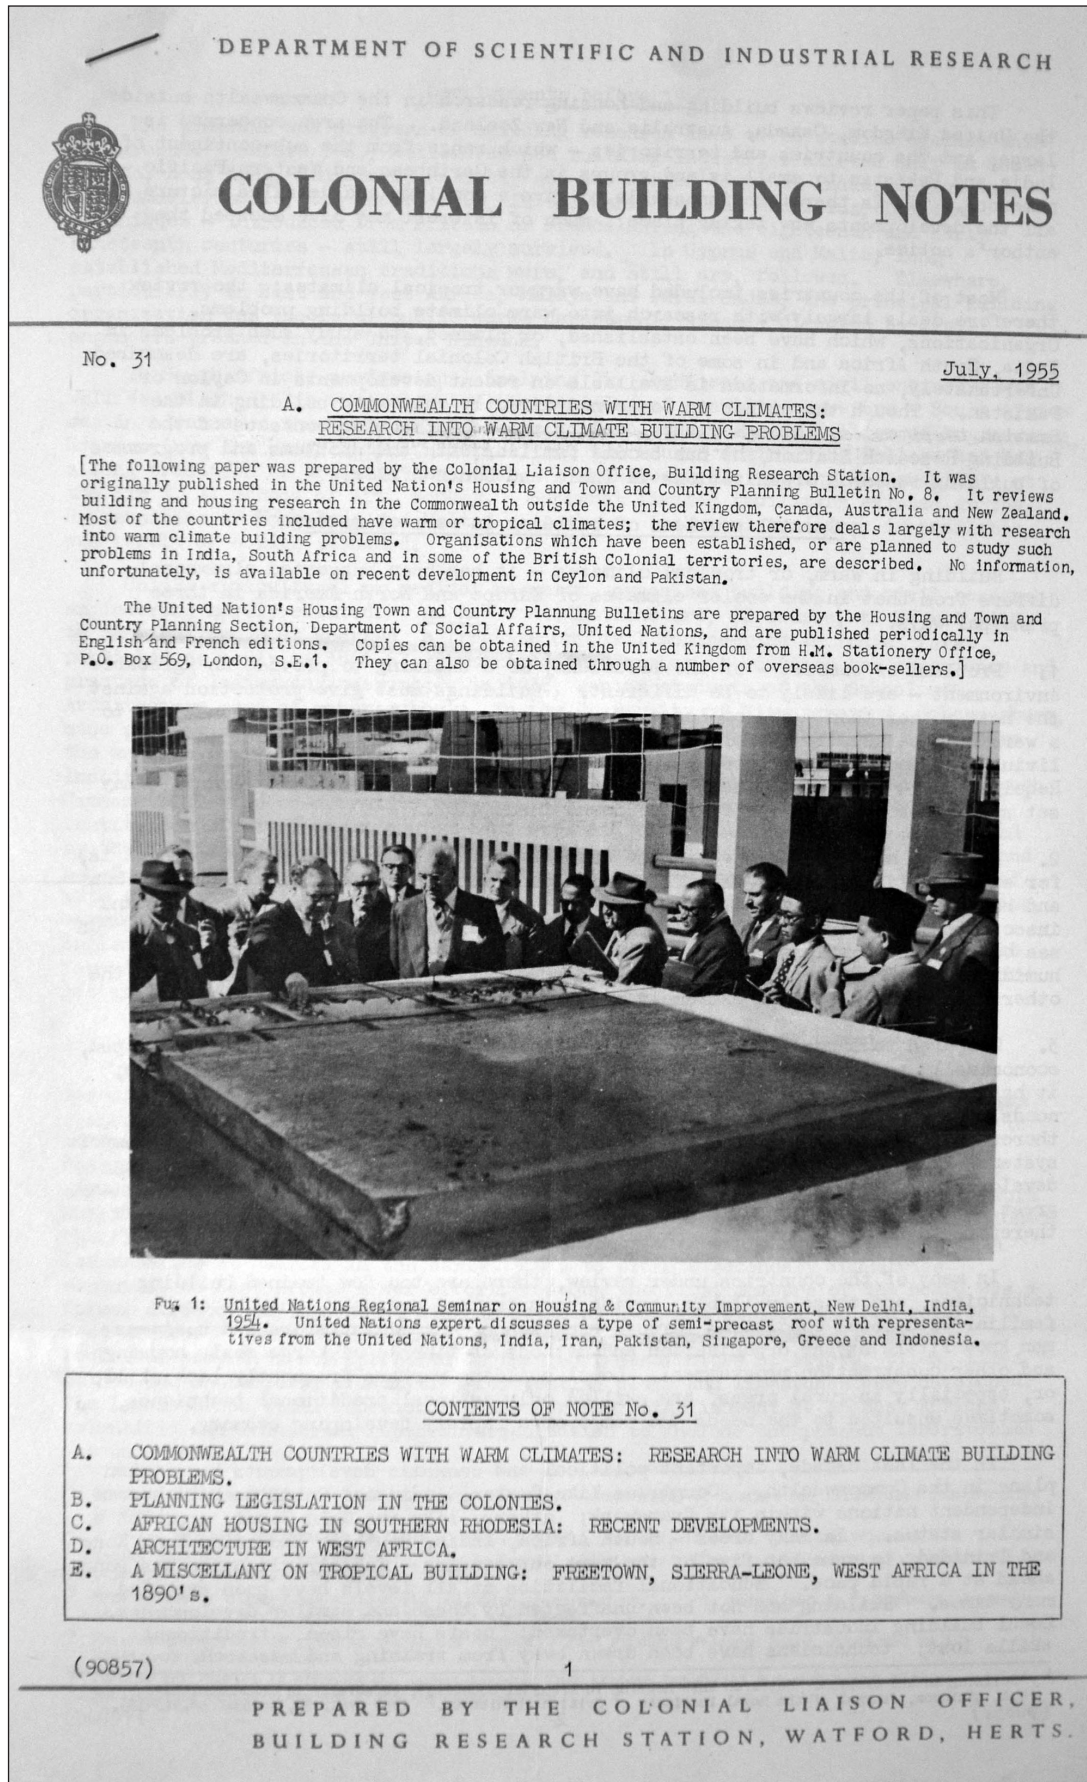 DEPARTMENT OF SCIENTIFIC AND INDUSTRIAL RESEARCH
COLONIAL BUILDING NOTES
No. 31
July, 1955
A. COMMONWEALTH COUNTRIES WITH WARM CLIMATES:
RESEARCH INTO WARM CLIMATE BUILDING PROBLEMS
[The following paper was prepared by the Colonial Liaison Office, Building Research Station. It was
originally published in the United Nation's Housing and Town and Country Planning Bulletin No. 8. It reviews
building and housing research in the Commonwealth outside the United Kingdom, Canada, Australia and New Zealand.
Most of the countries included have warm or tropical climates; the review therefore deals largely with research
into warm climate building problems. Organisations which have been established, or are planned to study such
problems in India, South Africa and in some of the British Colonial territories, are described. No information,
unfortunately, is available on recent development in Ceylon and Pakistan.
The United Nation's Housing Town and Country Plannung Bulletins are prepared by the Housing and Town and
Country Planning Section, Department of Social Affairs, United Nations, and are published periodically in
English and French editions. Copies can be obtained in the United Kingdom from H.M. Stationery Office,
P.O. Box 569, London, S.E.1. They can also be obtained through a number of overseas book-sellers.]
Fug 1: United Nations Regional Seminar on Housing & Community Improvement, New Delhi, India,
1954. United Nations expert discusses a type of semi-precast roof with representa-
tives from the United Nations, India, Iran, Pakistan, Singapore, Greece and Indonesia.
CONTENTS OF NOTE No. 31
A. COMMONWEALTH COUNTRIES WITH WARM CLIMATES: RESEARCH INTO WARM CLIMATE BUILDING
PROBLEMS.
B. PLANNING LEGISLATION IN THE COLONIES.
C. AFRICAN HOUSING IN SOUTHERN RHODESIA: RECENT DEVELOPMENTS.
D. ARCHITECTURE IN WEST AFRICA.
E. A MISCELLANY ON TROPICAL BUILDING: FREETOWN, SIERRA-LEONE, WEST AFRICA IN THE
1890's.
(90857)
1
PREPARED BY THE COLONIAL LIAISON OFFICER,
BUILDING RESEARCH STATION, WATFORD, HERTS.